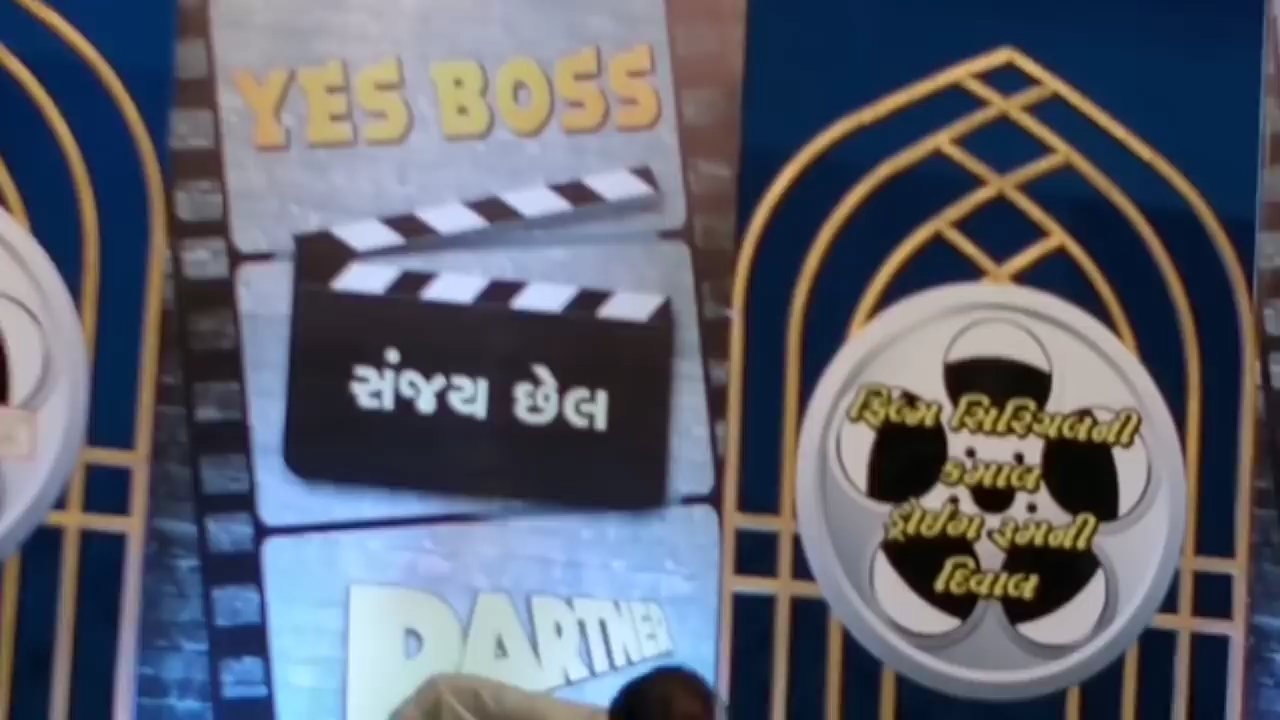 YES BOSS
સંજય છેલ
PARTNER
ફિલ્મ સિરિયલની
કમાલ
ડ્રોઈંગ રૂમની
દિવાલ